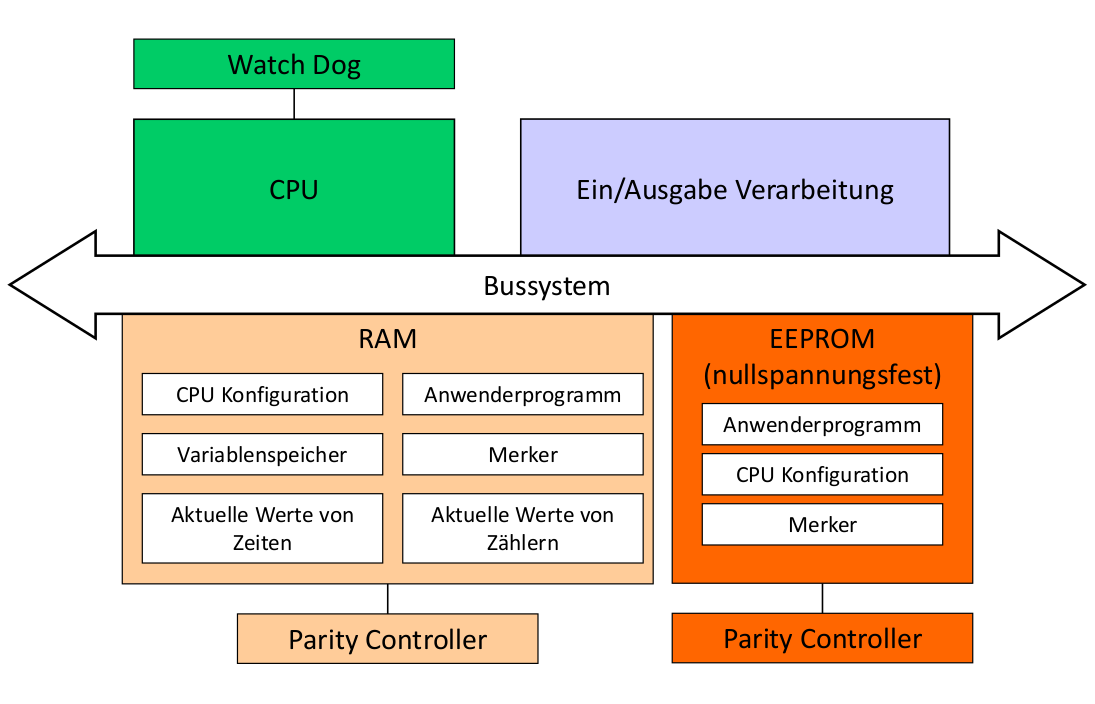 Watch Dog
CPU
Ein/Ausgabe Verarbeitung
Bussystem
RAM
CPU Konfiguration
Anwenderprogramm
Variablenspeicher
Merker
Aktuelle Werte von
Zeiten
Aktuelle Werte von
Zählern
Parity Controller
EEPROM
(nullspannungsfest)
Anwenderprogramm
CPU Konfiguration
Merker
Parity Controller